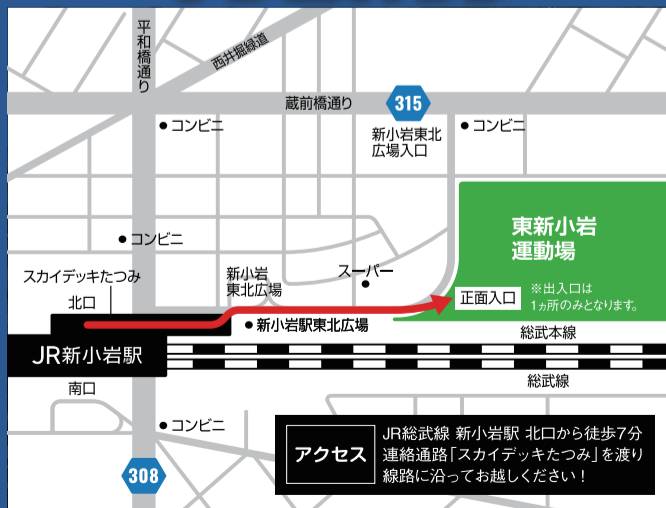 平和橋通り
西井堀緑道
蔵前橋通り
315
コンビニ
新小岩東北
広場入口
コンビニ
コンビニ
東新小岩
運動場
スカイデッキたつみ
新小岩
東北広場
スーパー
北口
正面入口
※出入口は
1ヵ所のみとなります。
新小岩駅東北広場
総武本線
JR新小岩駅
総武線
南口
コンビニ
308
アクセス
JR総武線 新小岩駅 北口から徒歩7分
連絡通路「スカイデッキたつみ」を渡り
線路に沿ってお越しください!